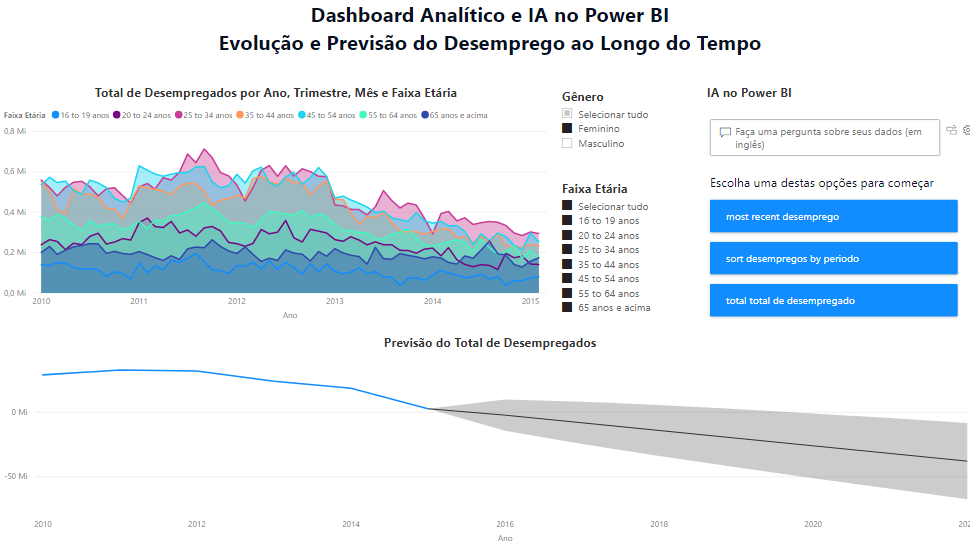 Dashboard Analítico e IA no Power BI
Evolução e Previsão do Desemprego ao Longo do Tempo
Total de Desempregados por Ano, Trimestre, Mês e Faixa Etária
Faixa Etária 16 to 19 anos 20 to 24 anos 25 to 34 anos 35 to 44 anos 45 to 54 anos 55 to 64 anos 65 anos e acima
0,8 Mi
0,6 Mi
0,4 Mi
0,2 Mi
0,0 Mi
2010 2011 2012 2013 2014 2015
Ano
Gênero
Selecionar tudo
Feminino
Masculino
Faixa Etária
Selecionar tudo
16 to 19 anos
20 to 24 anos
25 to 34 anos
35 to 44 anos
45 to 54 anos
55 to 64 anos
65 anos e acima
IA no Power BI
Faça uma pergunta sobre seus dados (em
inglês)
Escolha uma destas opções para começar
most recent desemprego
sort desempregos by período
total total de desempregado
Previsão do Total de Desempregados
0 Mi
-50 Mi
2010 2012 2014 2016 2018 2020
Ano